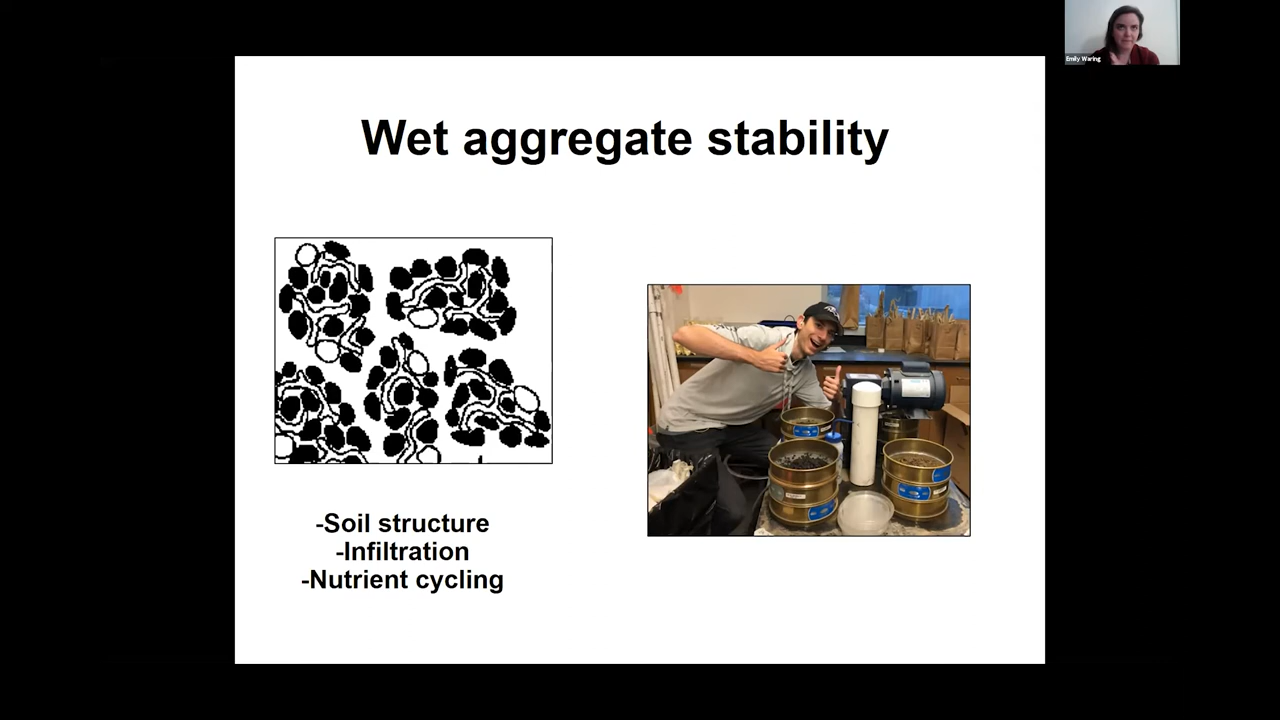 Emily Waring
Wet aggregate stability
-Soil structure
-Infiltration
-Nutrient cycling